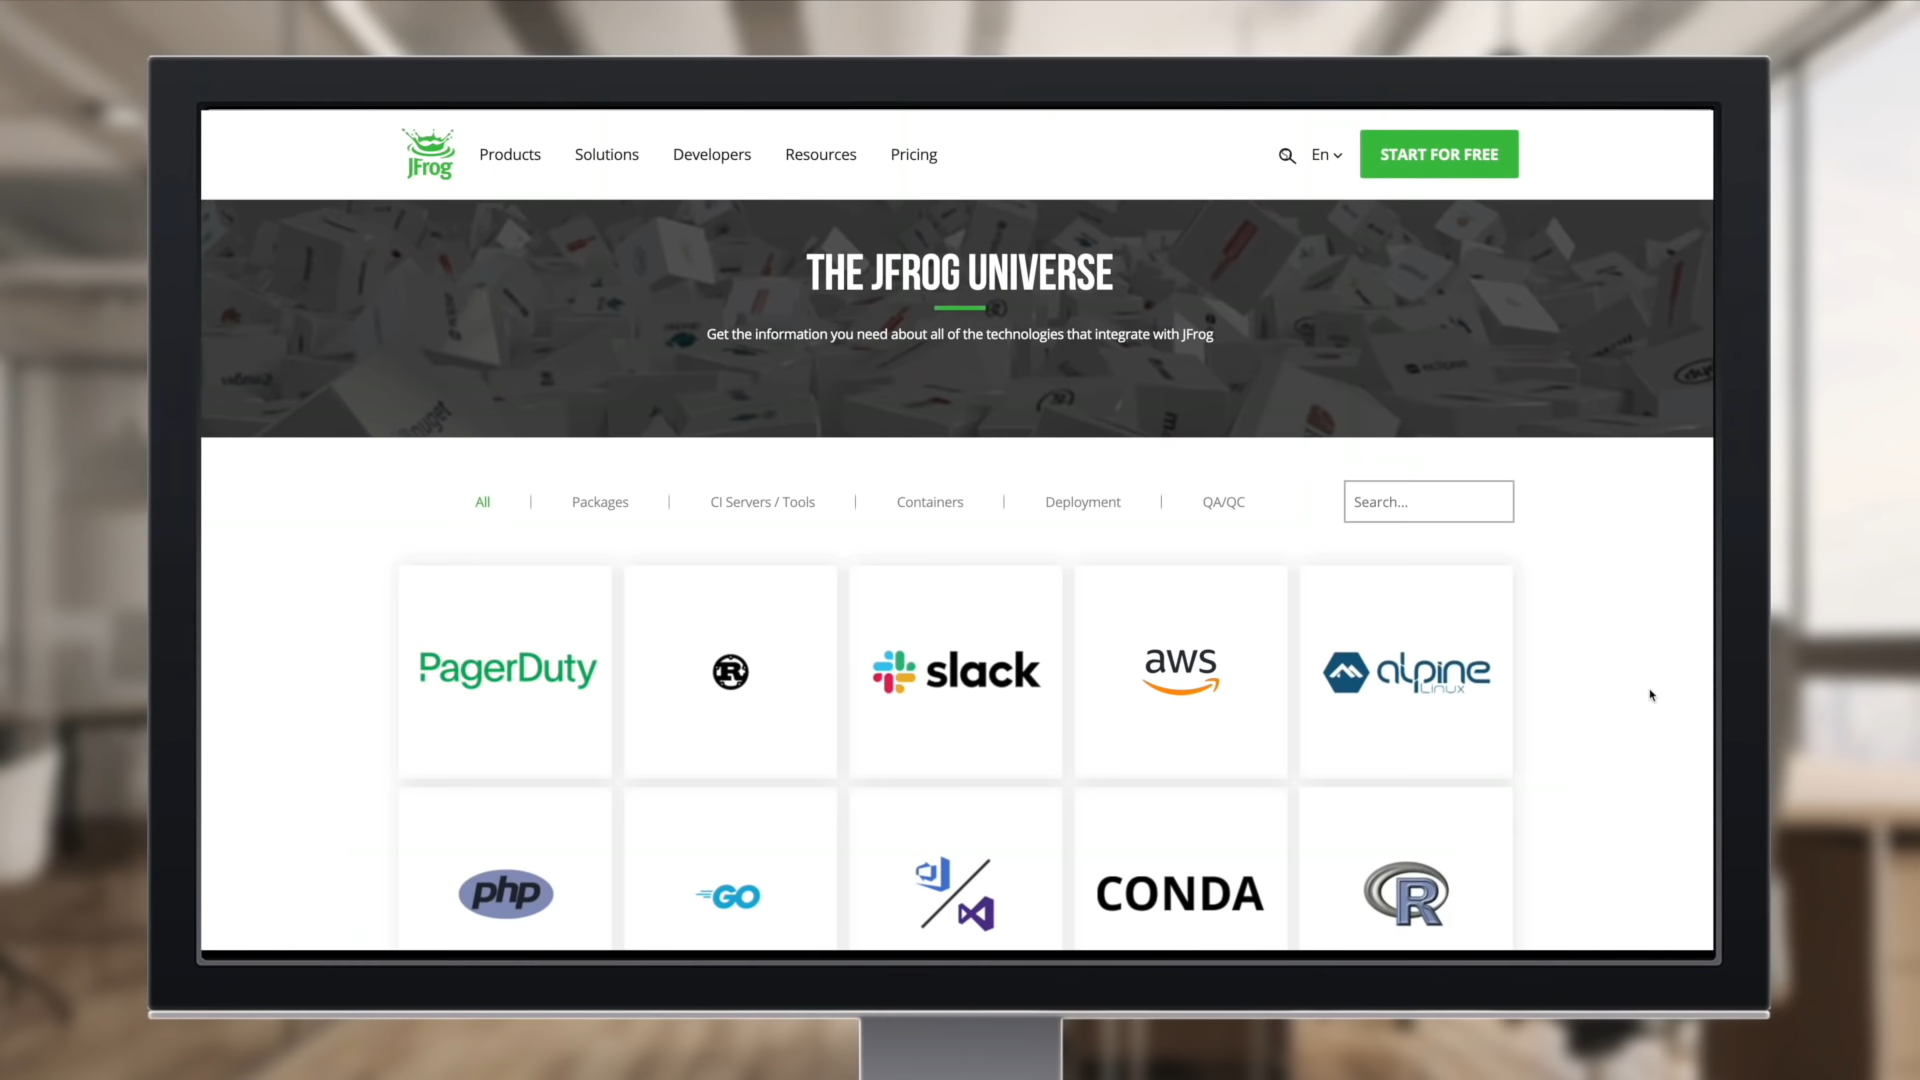 JFrog
Products
Solutions
Developers
Resources
Pricing
En
START FOR FREE
THE JFROG UNIVERSE
Get the information you need about all of the technologies that integrate with JFrog
nuget
All
Packages
CI Servers / Tools
Containers
Deployment
QA/QC
Search...
PagerDuty
R
slack
aws
alpine
LINUX
php
GO
CONDA
R